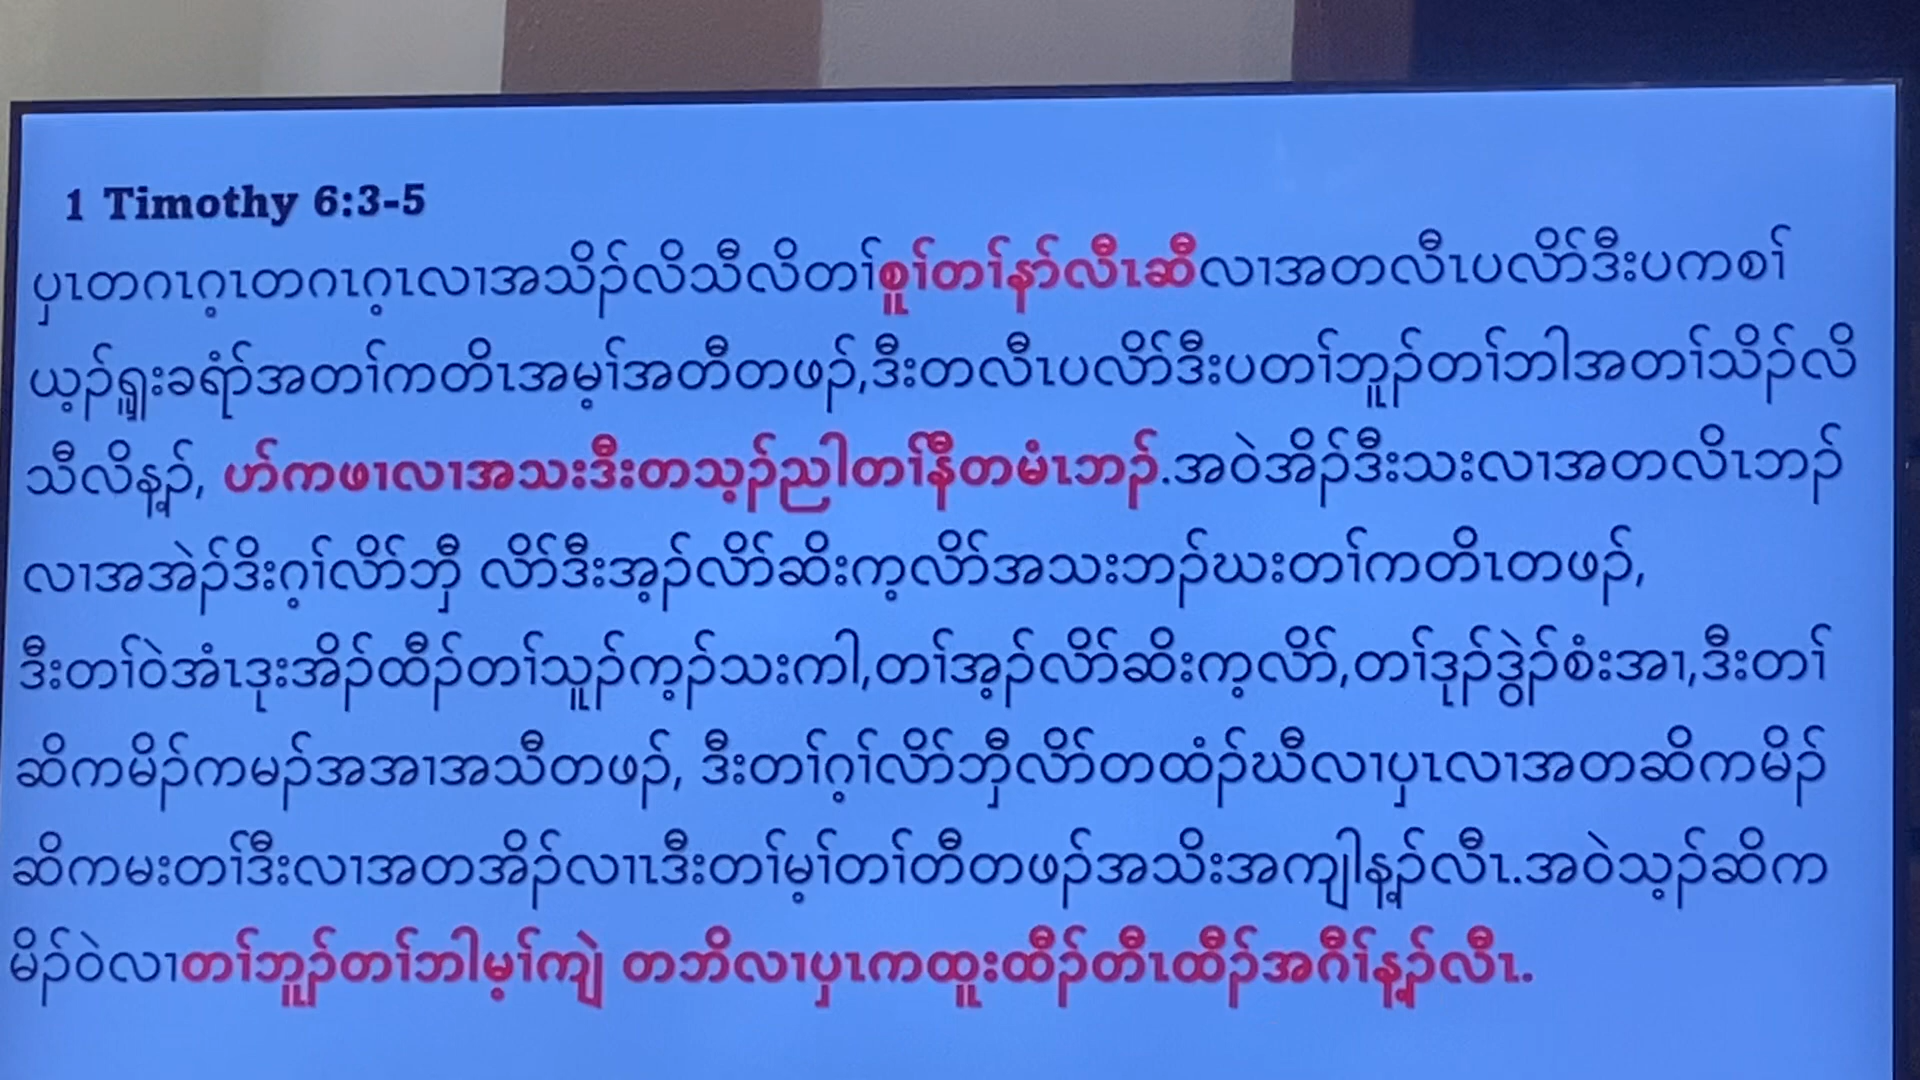 1 Timothy 6:3-5
ပှၤတဂၤဂ့ၤတဂၤဂ့ၤလၢအသိၣ်လိသီလိတၢ်စူၢ်တၢ်နာ်လီၤဆီလၢအတလီၤပလိာ်ဒီးပကစၢ်
ယ့ၣ်ရှူးခရံာ်အတၢ်ကတိၤအမ့ၢ်အတီတဖၣ်,ဒီးတလီၤပလိာ်ဒီးပတၢ်ဘူၣ်တၢ်ဘါအတၢ်သိၣ်လိ
သီလိန့ၣ်, ဟ်ကဖၢလၢအသးဒီးတသ့ၣ်ညါတၢ်နီတမံၤဘၣ်.အဝဲအိၣ်ဒီးသးလၢအတလိၤဘၣ်
လၢအအဲၣ်ဒိးဂ့ၢ်လိာ်ဘှီ လိာ်ဒီးအ့ၣ်လိာ်ဆိးက့လိာ်အသးဘၣ်ဃးတၢ်ကတိၤတဖၣ်,
ဒီးတၢ်ဝဲအံၤဒုးအိၣ်ထီၣ်တၢ်သူၣ်က့ၣ်သးကါ,တၢ်အ့ၣ်လိာ်ဆိးက့လိာ်,တၢ်ဒုၣ်ဒွဲၣ်စံးအၢ,ဒီးတၢ်
ဆိကမိၣ်ကမၣ်အအၢအသီတဖၣ်, ဒီးတၢ်ဂ့ၢ်လိာ်ဘှီလိာ်တထံၣ်ဃီလၢပှၤလၢအတဆိကမိၣ်
ဆိကမးတၢ်ဒီးလၢအတအိၣ်လၢၤဒီးတၢ်မ့ၢ်တၢ်တီတဖၣ်အသိးအကျါန့ၣ်လီၤ.အဝဲသ့ၣ်ဆိက
မိၣ်ဝဲလၢတၢ်ဘူၣ်တၢ်ဘါမ့ၢ်ကျဲ တဘိလၢပှၤကထူးထီၣ်တီၤထီၣ်အဂီၢ်န့ၣ်လီၤ.